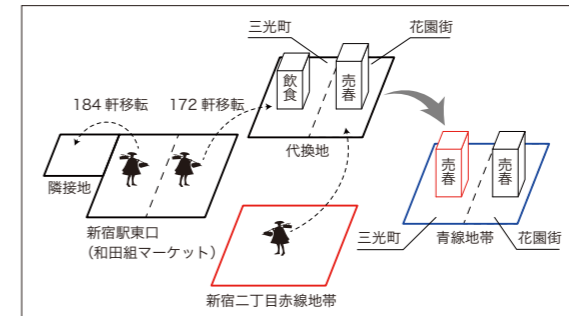 三光町
花園街
飲食
売春
184 軒移転
172 軒移転
代換地
隣接地
売春
売春
新宿駅東口
（和田組マーケット）
三光町
青線地帯
花園街
新宿二丁目赤線地帯